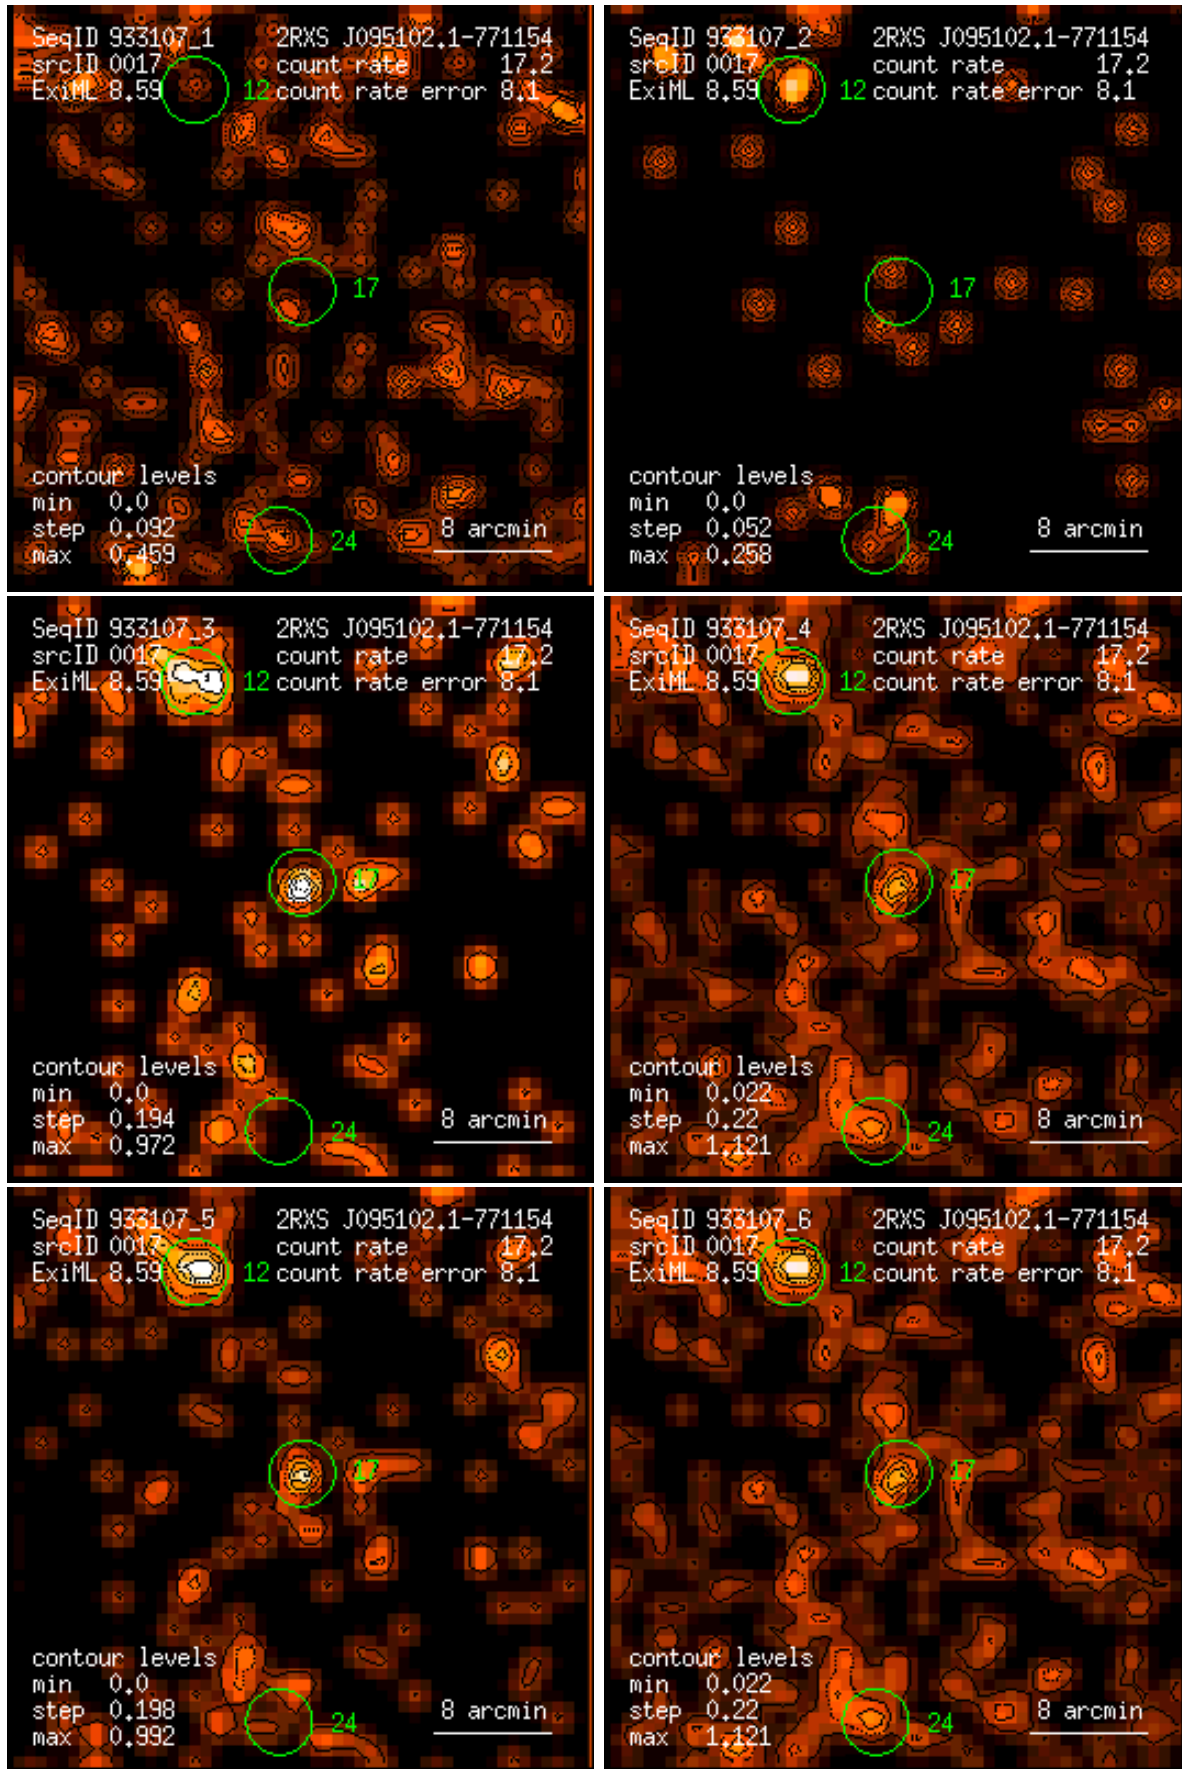 SeqID 933107_1 2RXS J095102.1-771154
srcID 0017 count rate 17.2
ExiML 8.59 12 count rate error 8.1
17
contour levels
min 0.0
step 0.092
max 0.459
24
8 arcmin
SeqID 933107_2 2RXS J095102.1-771154
srcID 0017 count rate 17.2
ExiML 8.59 12 count rate error 8.1
17
contour levels
min 0.0
step 0.052
max 0.258
24
8 arcmin
SeqID 933107_3 2RXS J095102.1-771154
srcID 0017 count rate 17.2
ExiML 8.59 12 count rate error 8.1
17
contour levels
min 0.0
step 0.194
max 0.972
24
8 arcmin
SeqID 933107_4 2RXS J095102.1-771154
srcID 0017 count rate 17.2
ExiML 8.59 12 count rate error 8.1
17
contour levels
min 0.022
step 0.22
max 1.121
24
8 arcmin
SeqID 933107_5 2RXS J095102.1-771154
srcID 0017 count rate 17.2
ExiML 8.59 12 count rate error 8.1
17
contour levels
min 0.0
step 0.198
max 0.992
24
8 arcmin
SeqID 933107_6 2RXS J095102.1-771154
srcID 0017 count rate 17.2
ExiML 8.59 12 count rate error 8.1
17
contour levels
min 0.022
step 0.22
max 1.121
24
8 arcmin